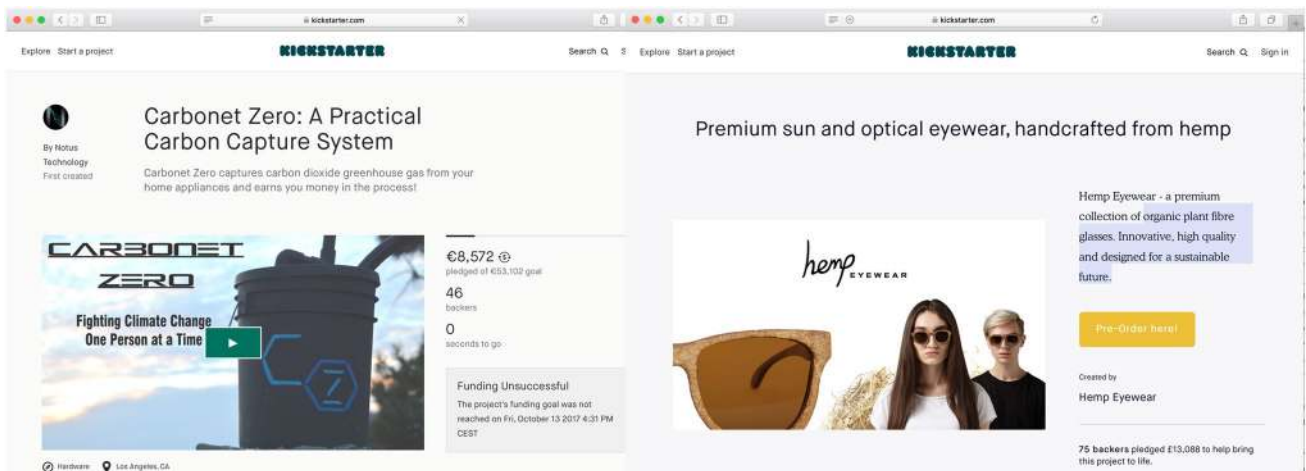 kickstarter.com
Explore Start a project
KICKSTARTER
Search
S
By Notus
Technology
First created
Carbonet Zero: A Practical
Carbon Capture System
Carbonet Zero captures carbon dioxide greenhouse gas from your
home appliances and earns you money in the process!
CARBONET
ZERO
Fighting Climate Change
One Person at a Time
€8,572
pledged of €53,102 goal
46
backers
0
seconds to go
Funding Unsuccessful
The project's funding goal was not
reached on Fri, October 13 2017 4:31 PM
CEST
Hardware Los Angeles, CA
kickstarter.com
Explore Start a project
KICKSTARTER
Search Sign in
Premium sun and optical eyewear, handcrafted from hemp
hemp EYEWEAR
Hemp Eyewear - a premium
collection of organic plant fibre
glasses. Innovative, high quality
and designed for a sustainable
future.
Pre-Order here!
Created by
Hemp Eyewear
75 backers pledged £13,088 to help bring
this project to life.